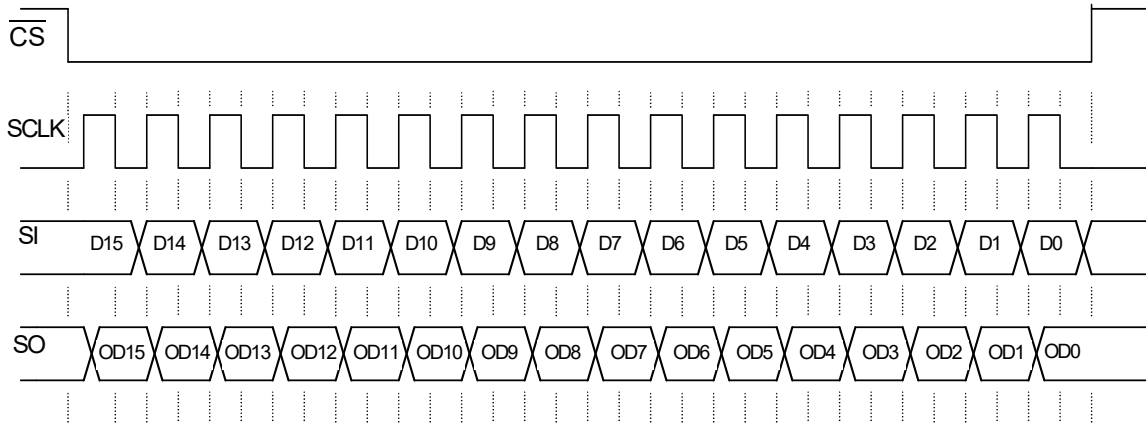 CS
SCLK
SI D15 D14 D13 D12 D11 D10 D9 D8 D7 D6 D5 D4 D3 D2 D1 D0
SO OD15 OD14 OD13 OD12 OD11 OD10 OD9 OD8 OD7 OD6 OD5 OD4 OD3 OD2 OD1 OD0